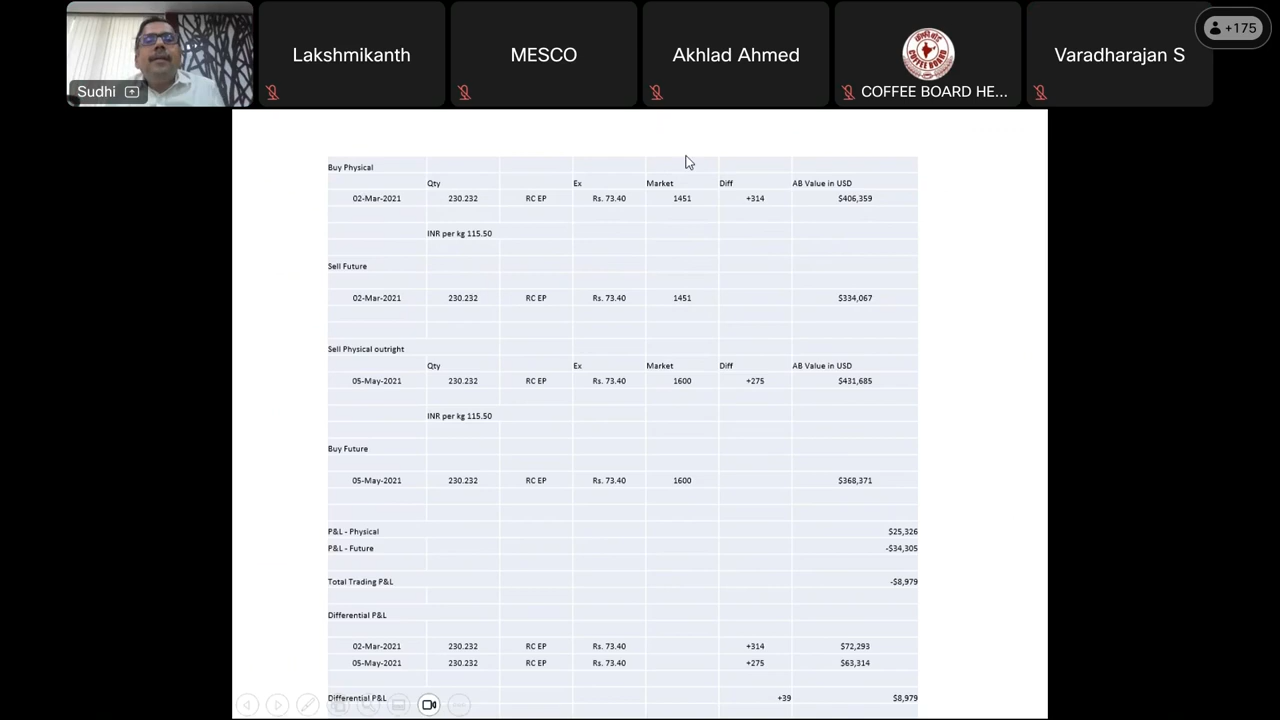 +175
Sudhi
Lakshmikanth
MESCO
Akhlad Ahmed
COFFEE BOARD
COFFEE BOARD HE...
Varadharajan S
Buy Physical
Qty Ex Market Diff AB Value in USD
02-Mar-2021 230.232 RC EP Rs. 73.40 1451 +314 $406,359
INR per kg 115.50
Sell Future
02-Mar-2021 230.232 RC EP Rs. 73.40 1451 $334,067
Sell Physical outright
Qty Ex Market Diff AB Value in USD
05-May-2021 230.232 RC EP Rs. 73.40 1600 +275 $431,685
INR per kg 115.50
Buy Future
05-May-2021 230.232 RC EP Rs. 73.40 1600 $368,371
P&L - Physical $25,326
P&L - Future -$34,305
Total Trading P&L -$8,979
Differential P&L
02-Mar-2021 230.232 RC EP Rs. 73.40 +314 $72,293
05-May-2021 230.232 RC EP Rs. 73.40 +275 $63,314
Differential P&L +39 $8,979